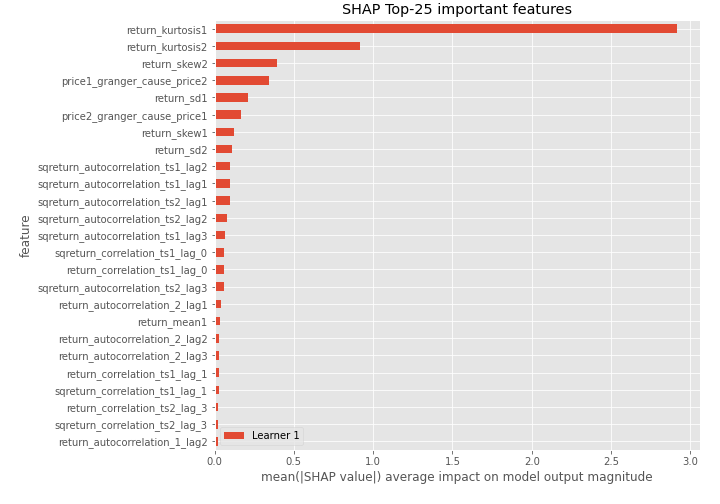 SHAP Top-25 important features
feature
return_kurtosis1
return_kurtosis2
return_skew2
price1_granger_cause_price2
return_sd1
price2_granger_cause_price1
return_skew1
return_sd2
sqreturn_autocorrelation_ts1_lag2
sqreturn_autocorrelation_ts1_lag1
sqreturn_autocorrelation_ts2_lag1
sqreturn_autocorrelation_ts2_lag2
sqreturn_autocorrelation_ts1_lag3
sqreturn_correlation_ts1_lag_0
return_correlation_ts1_lag_0
sqreturn_autocorrelation_ts2_lag3
return_autocorrelation_2_lag1
return_mean1
return_autocorrelation_2_lag2
return_autocorrelation_2_lag3
return_correlation_ts1_lag_1
sqreturn_correlation_ts1_lag_1
return_correlation_ts2_lag_3
sqreturn_correlation_ts2_lag_3
return_autocorrelation_1_lag2
Learner 1
0.0 0.5 1.0 1.5 2.0 2.5 3.0
mean(|SHAP value|) average impact on model output magnitude